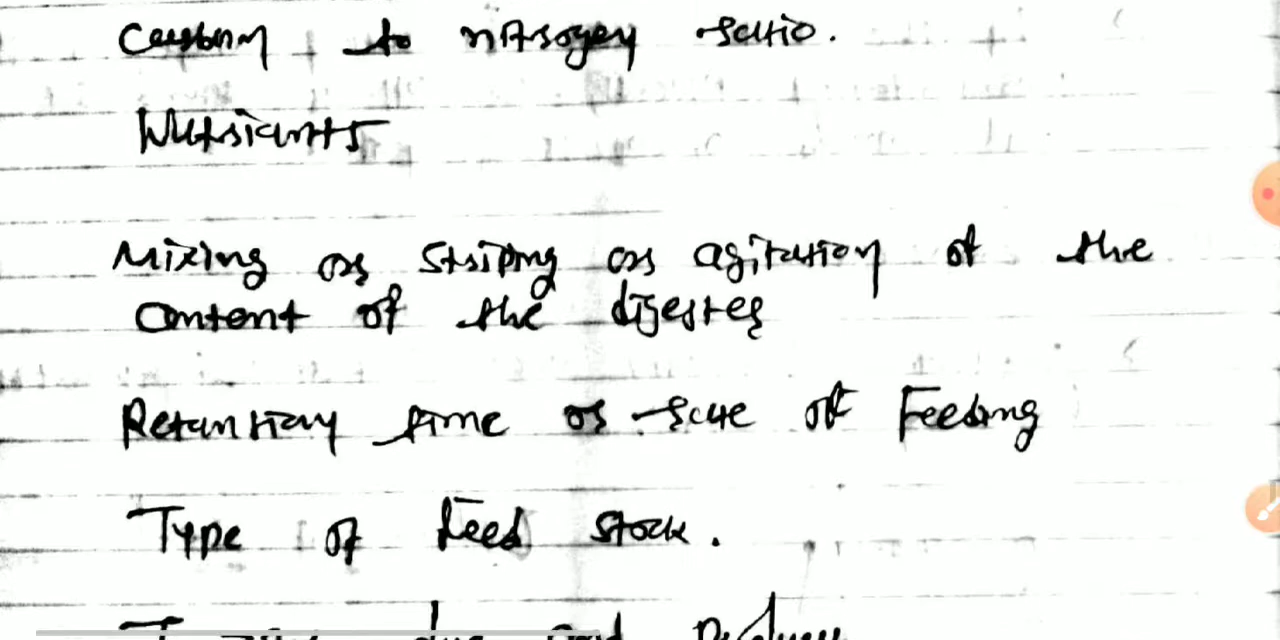 Carbon to nitrogen ratio.
Nutrients
Mixing or stiring or agitation of the
content of the digester
Retention time or rate of Feeding
Type of feed stock.